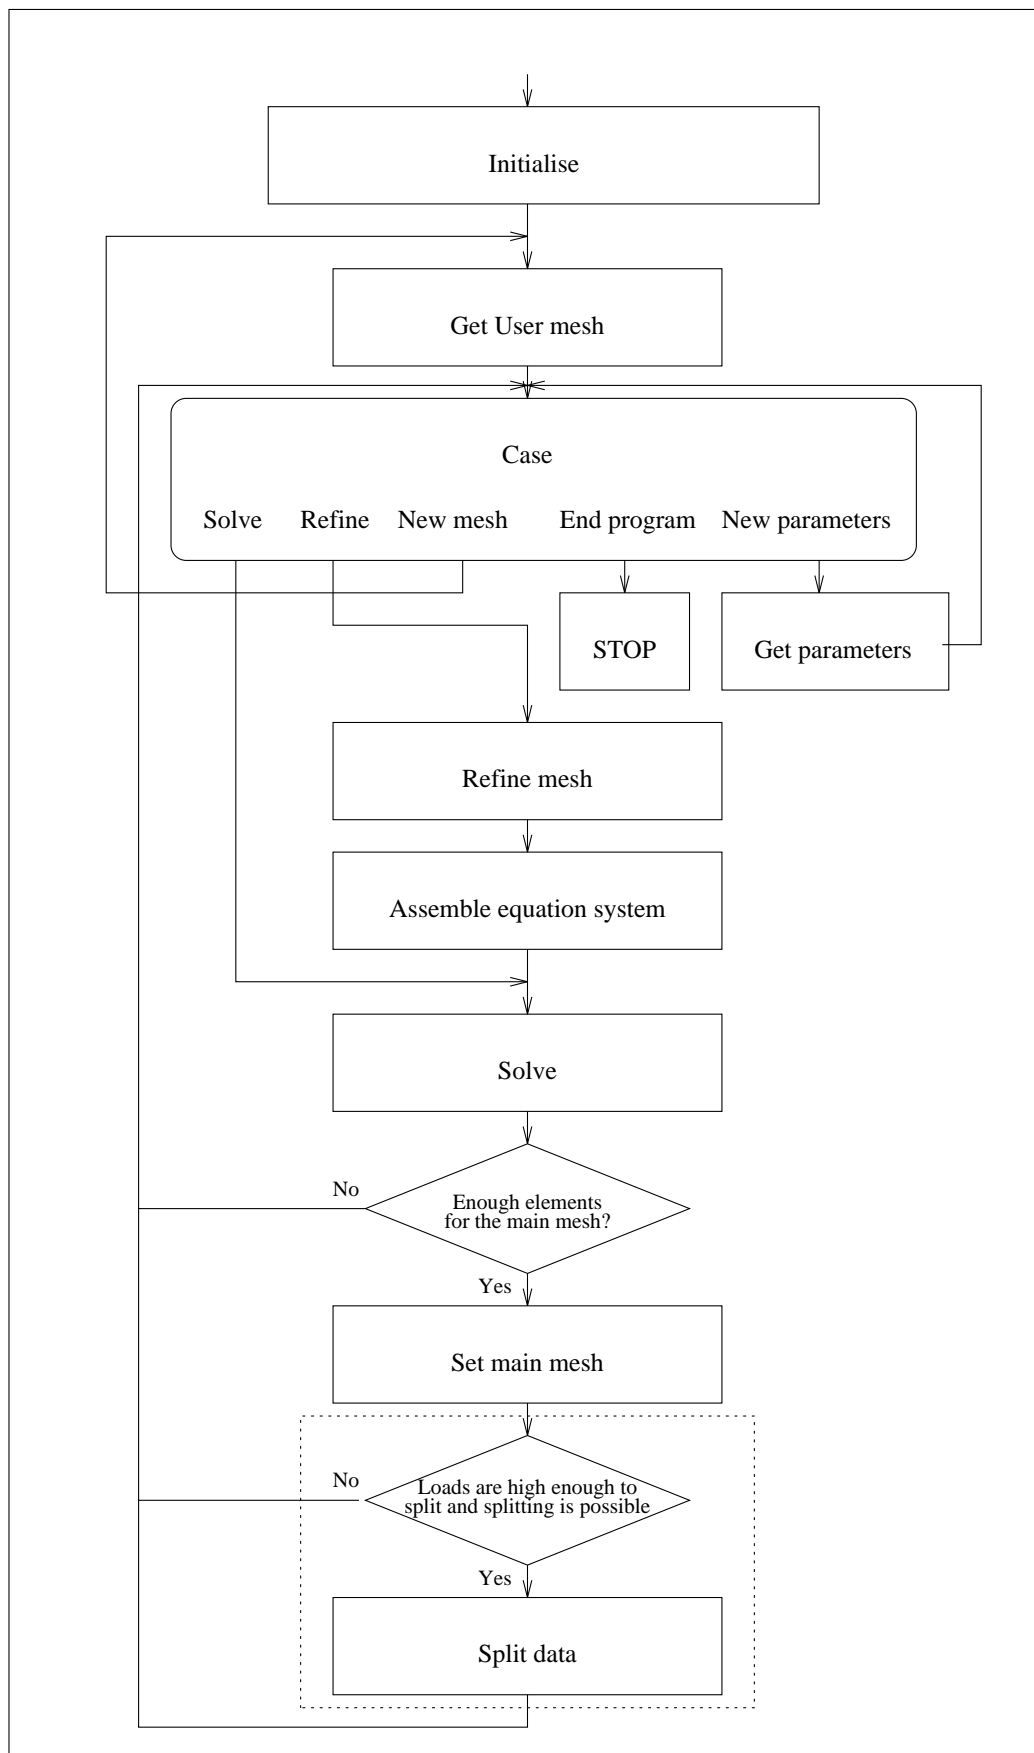 Initialise
Get User mesh
Case
Solve Refine New mesh End program New parameters
STOP Get parameters
Refine mesh
Assemble equation system
Solve
No
Enough elements
for the main mesh?
Yes
Set main mesh
No
Loads are high enough to
split and splitting is possible
Yes
Split data